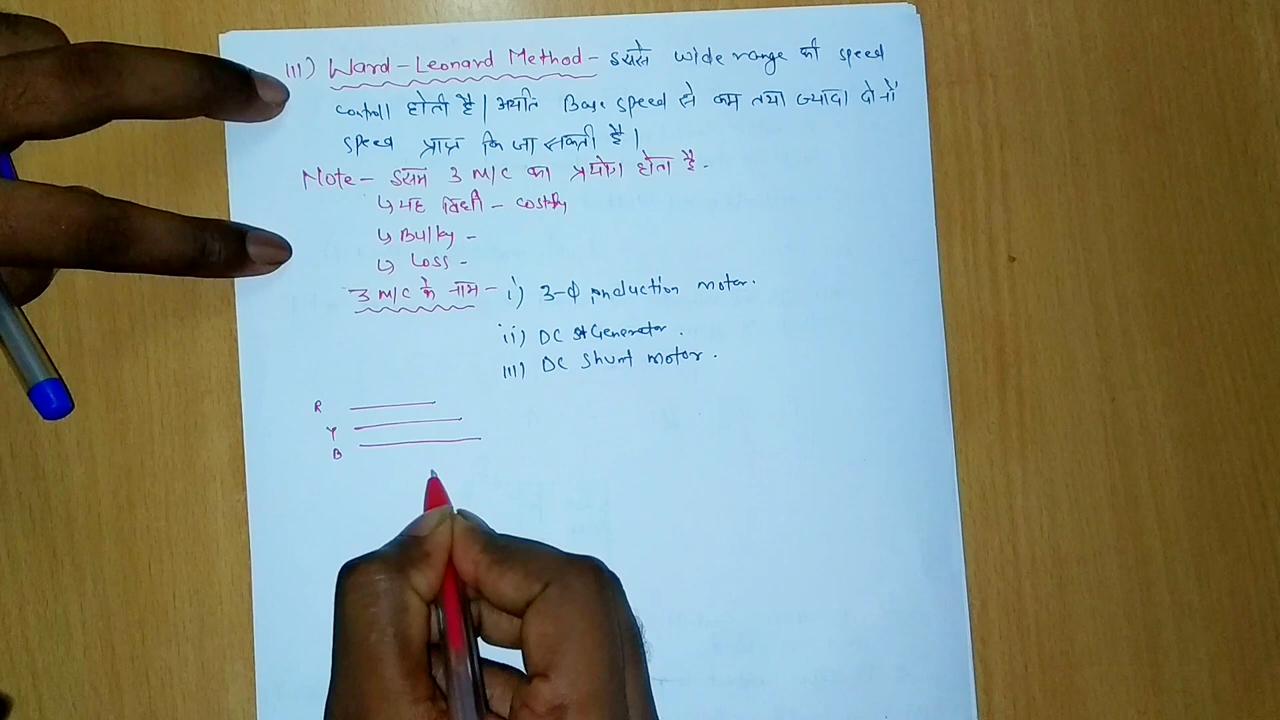 III) Ward-Leonard Method - इससे wide range की speed
control होती है। अर्थात Base speed से कम तथा ज्यादा दोनों
speed प्राप्त कि जा सकती है।
Note - इसमें 3 M/C का प्रयोग होता है.
↳ यह विधी - costly
↳ Bulky -
↳ Loss -
3 M/C के नाम - i) 3-Φ induction motor.
ii) DC Generator.
III) DC Shunt motor.
R
Y
B